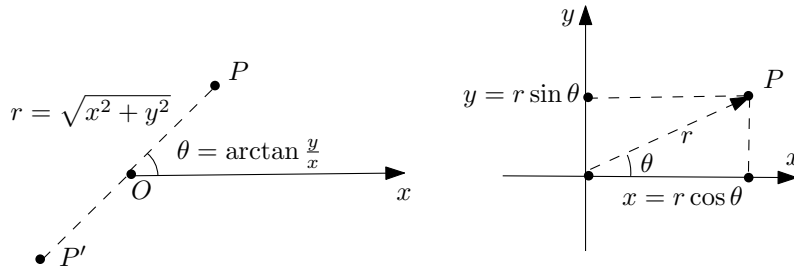 P
r = √(x² + y²)
θ = arctan y/x
O
x
P′
y
P
y = r sin θ
r
θ
x
x = r cos θ